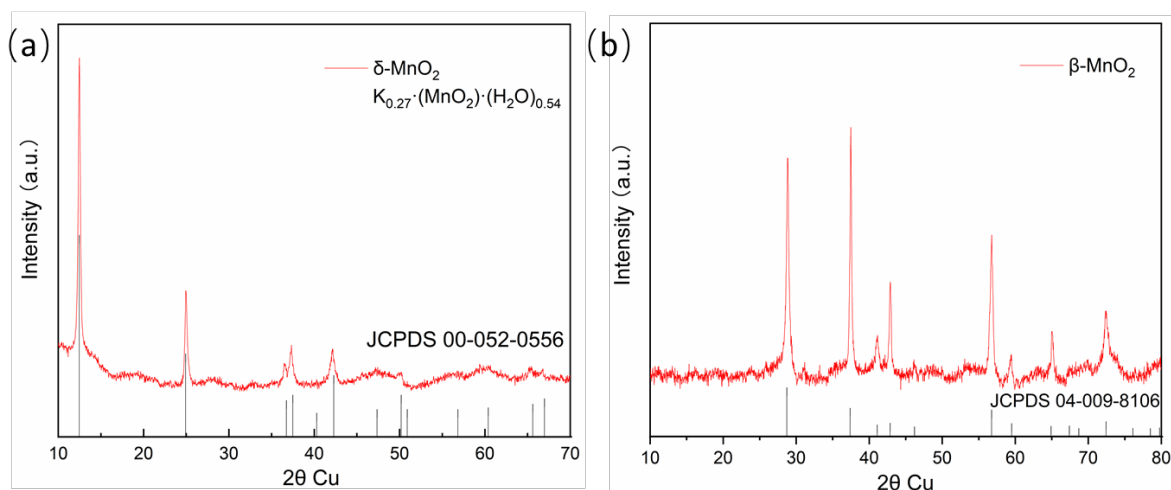 (a)
δ-MnO₂
K₀.₂₇·(MnO₂)·(H₂O)₀.₅₄
JCPDS 00-052-0556
Intensity (a.u.)
10 20 30 40 50 60 70
2θ Cu
(b)
β-MnO₂
JCPDS 04-009-8106
Intensity (a.u.)
10 20 30 40 50 60 70 80
2θ Cu